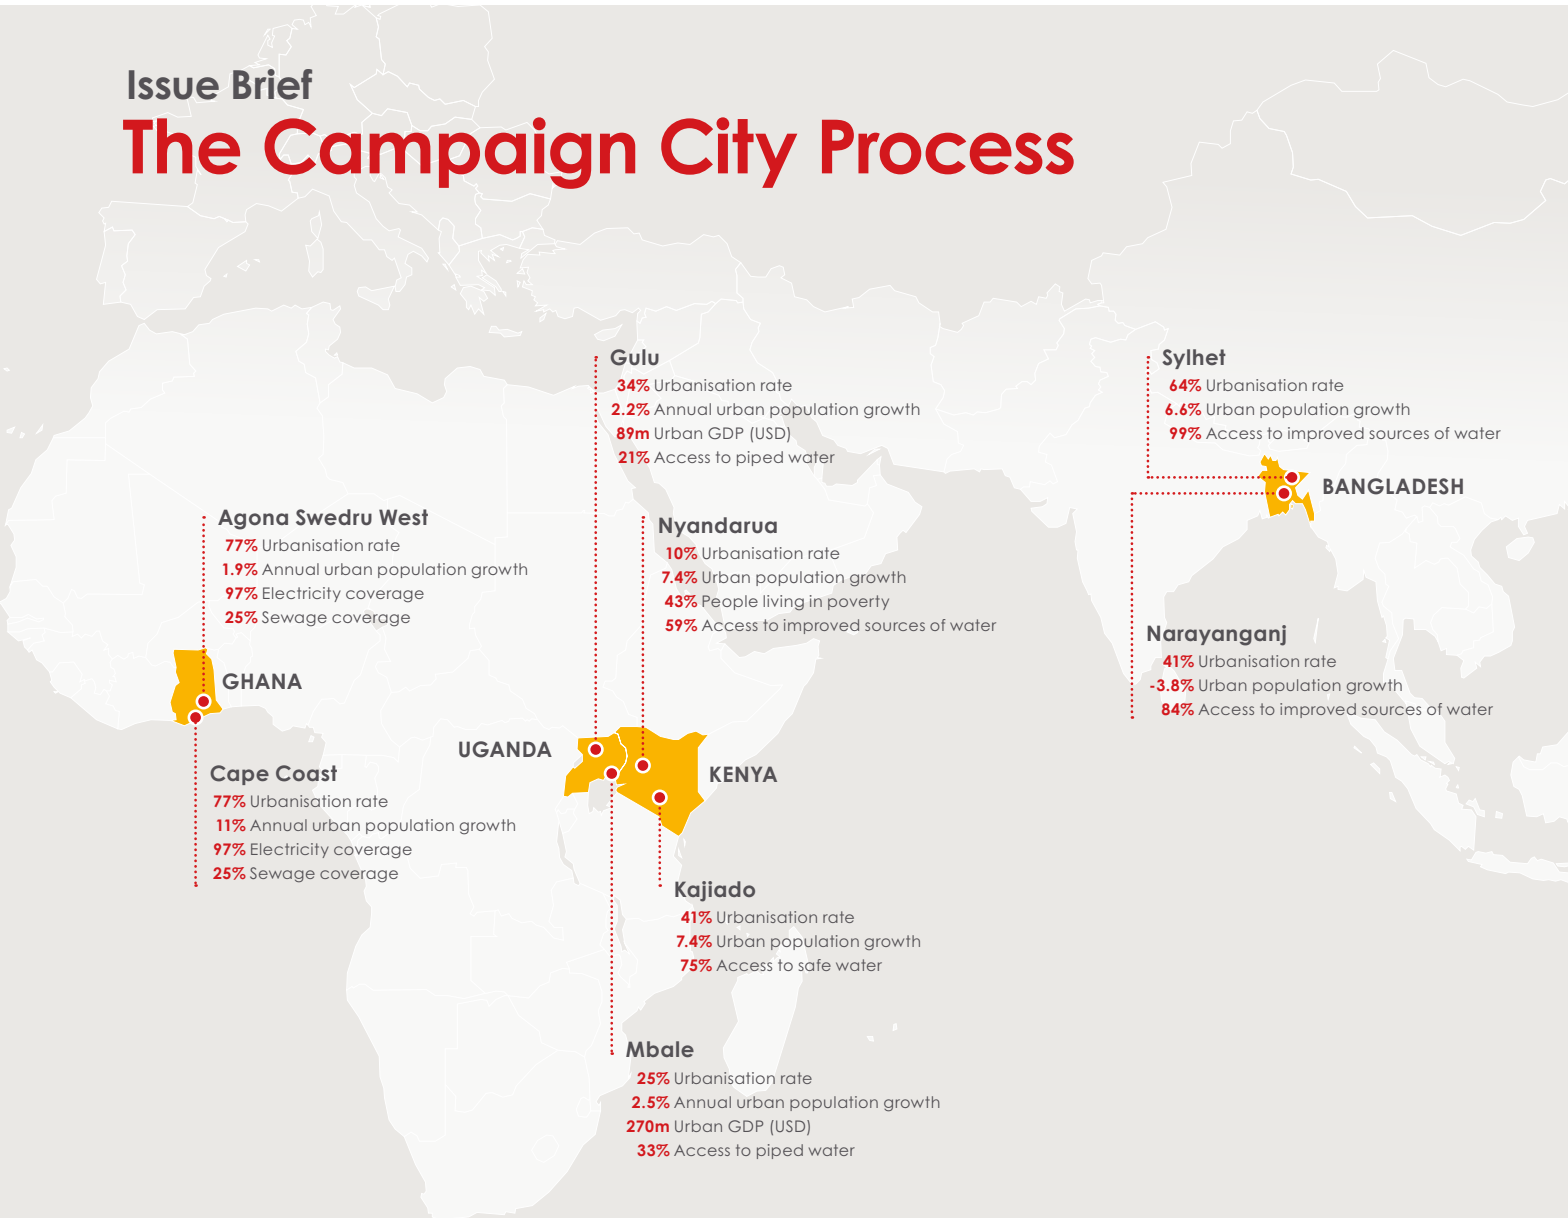 Issue Brief
The Campaign City Process
Gulu
34% Urbanisation rate
2.2% Annual urban population growth
89m Urban GDP (USD)
21% Access to piped water
Sylhet
64% Urbanisation rate
6.6% Urban population growth
99% Access to improved sources of water
BANGLADESH
Agona Swedru West
77% Urbanisation rate
1.9% Annual urban population growth
97% Electricity coverage
25% Sewage coverage
Nyandarua
10% Urbanisation rate
7.4% Urban population growth
43% People living in poverty
59% Access to improved sources of water
Narayanganj
41% Urbanisation rate
-3.8% Urban population growth
84% Access to improved sources of water
GHANA
UGANDA
KENYA
Cape Coast
77% Urbanisation rate
11% Annual urban population growth
97% Electricity coverage
25% Sewage coverage
Kajiado
41% Urbanisation rate
7.4% Urban population growth
75% Access to safe water
Mbale
25% Urbanisation rate
2.5% Annual urban population growth
270m Urban GDP (USD)
33% Access to piped water